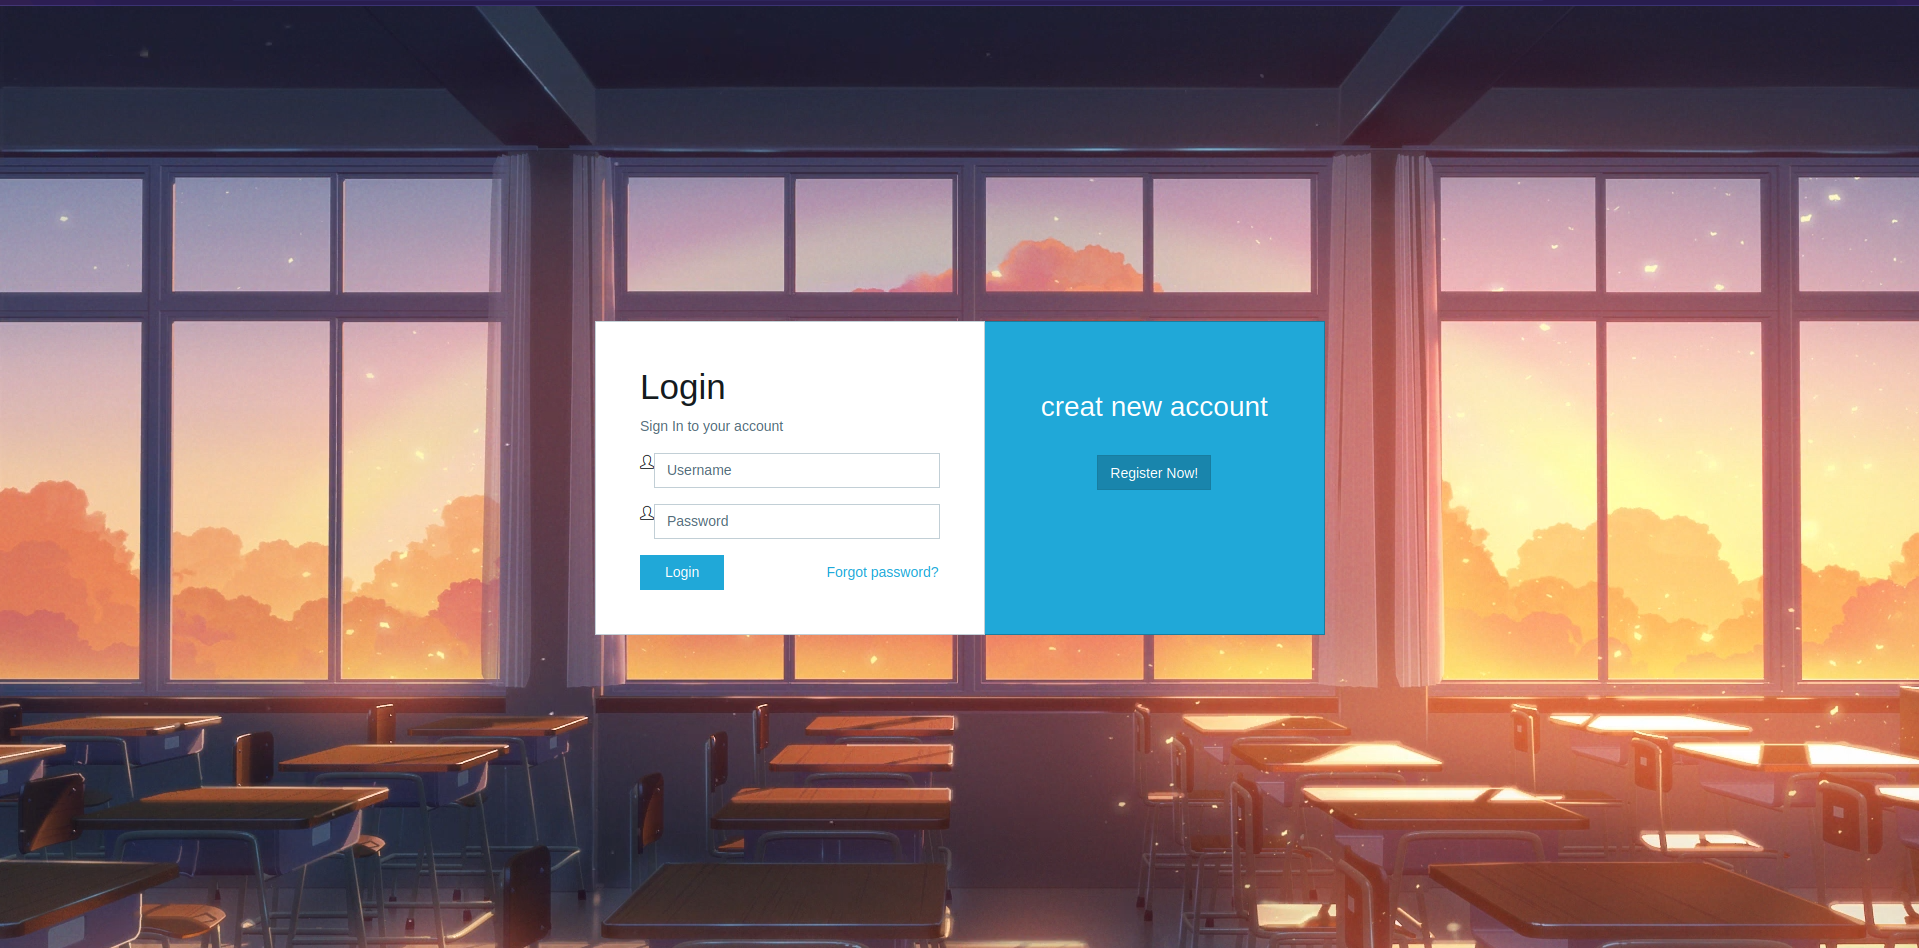 Login
Sign In to your account
Username
Password
Login
Forgot password?
creat new account
Register Now!